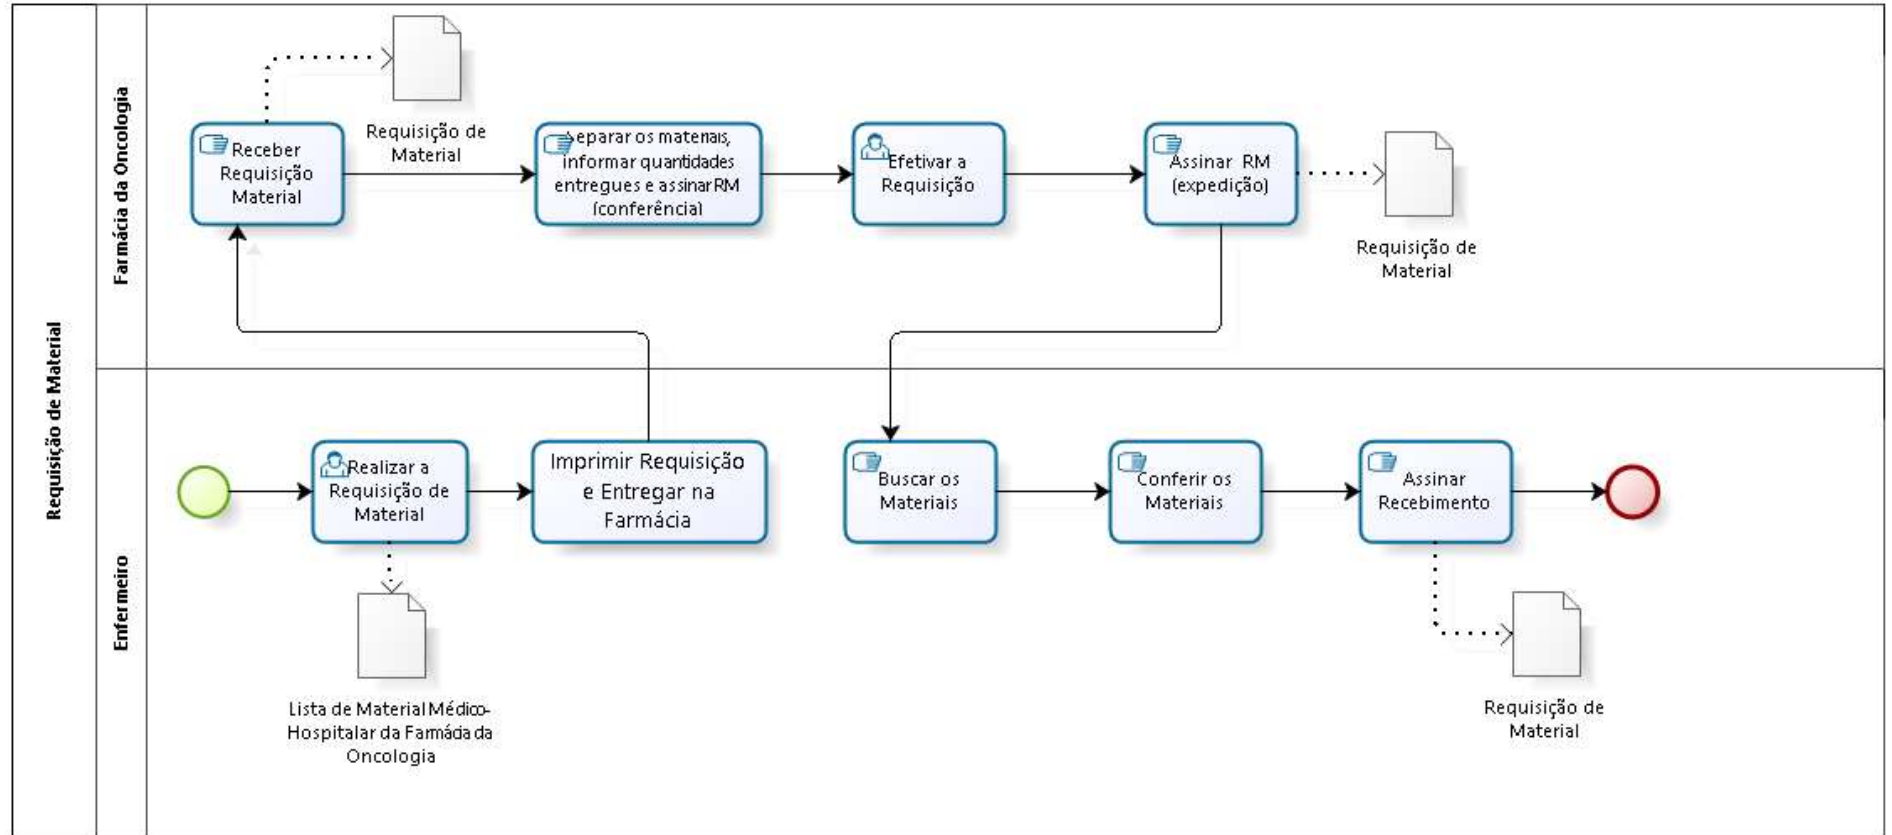 Requisição de Material
Farmácia da Oncologia
Requisição de
Material
Receber
Requisição
Material
eparar os materiais,
informar quantidades
entregues e assinar RM
(conferência)
Efetivar a
Requisição
Assinar RM
(expedição)
Requisição de
Material
Enfermeiro
Realizar a
Requisição de
Material
Imprimir Requisição
e Entregar na
Farmácia
Buscar os
Materiais
Conferir os
Materiais
Assinar
Recebimento
Lista de Material Médico-
Hospitalar da Farmácia da
Oncologia
Requisição de
Material